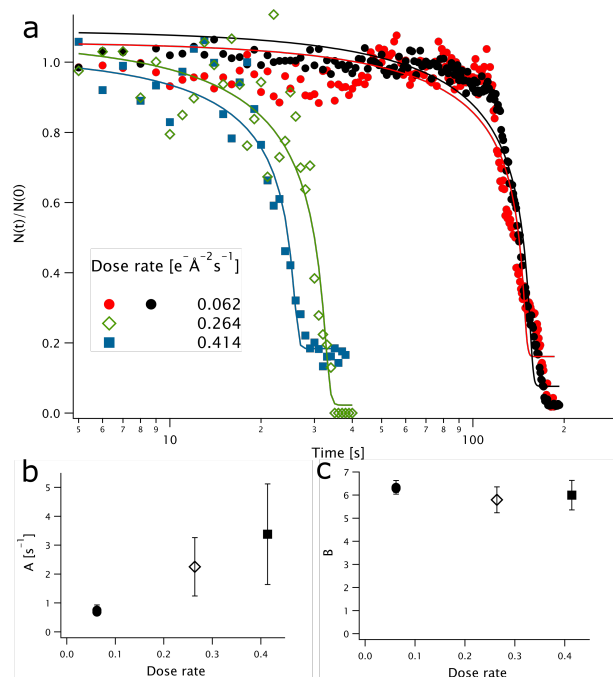 a
N(t)/N(0)
1.0
0.8
0.6
0.4
0.2
0.0
Dose rate [e⁻Å⁻²s⁻¹]
0.062
0.264
0.414
5 6 7 8 9 10 2 3 4 5 6 7 8 9 100 2
Time [s]
b
A [s⁻¹]
5
4
3
2
1
0
0.0 0.1 0.2 0.3 0.4
Dose rate
c
B
7
6
5
4
3
2
1
0
0.0 0.1 0.2 0.3 0.4
Dose rate